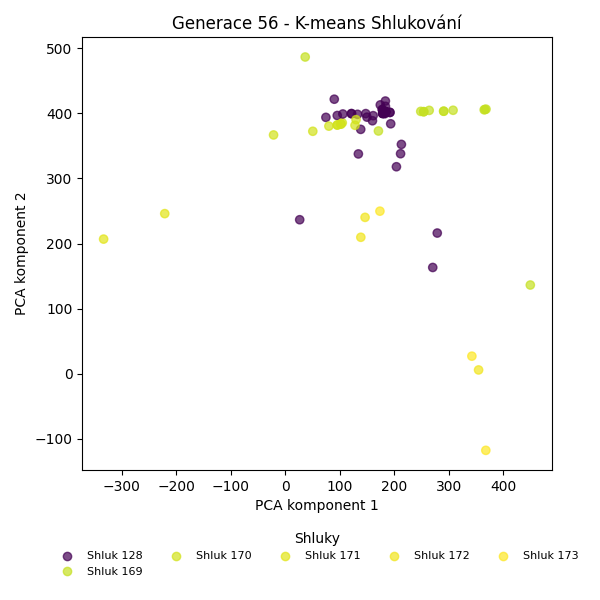 Generace 56 - K-means Shlukování
500
400
300
200
100
0
−100
PCA komponent 2
−300
−200
−100
0
100
200
300
400
PCA komponent 1
Shluky
Shluk 128
Shluk 170
Shluk 171
Shluk 172
Shluk 173
Shluk 169